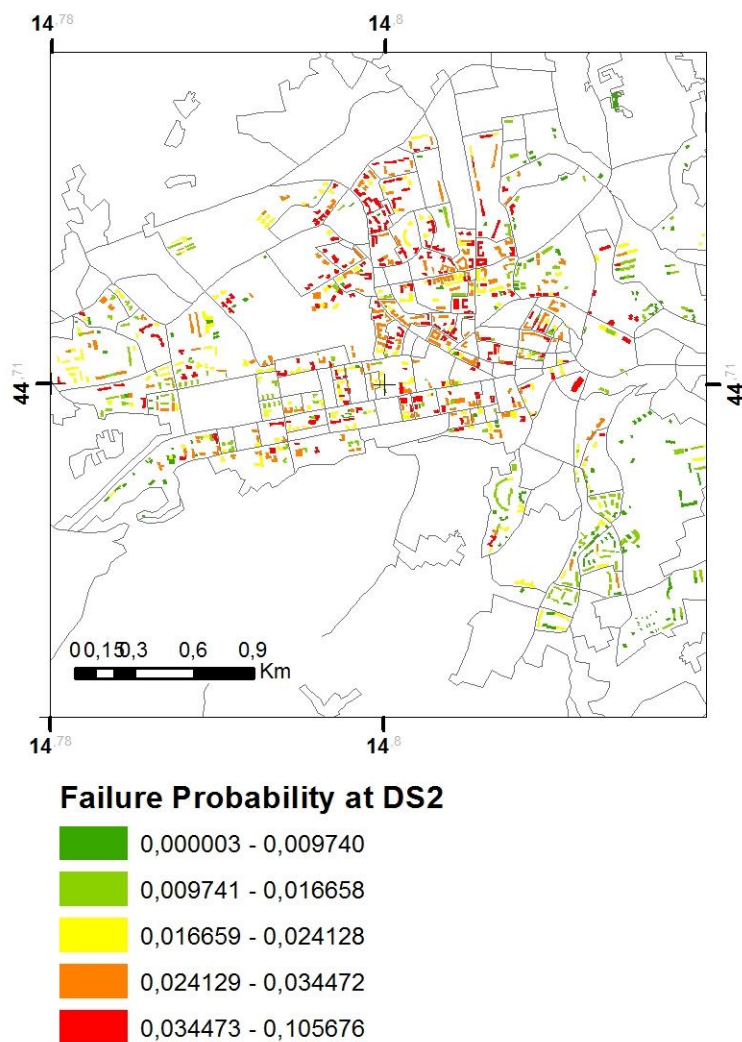 14,78 14,8
44,71 44,71
0 0,15 0,3 0,6 0,9
Km
14,78 14,8
Failure Probability at DS2
0,000003 - 0,009740
0,009741 - 0,016658
0,016659 - 0,024128
0,024129 - 0,034472
0,034473 - 0,105676